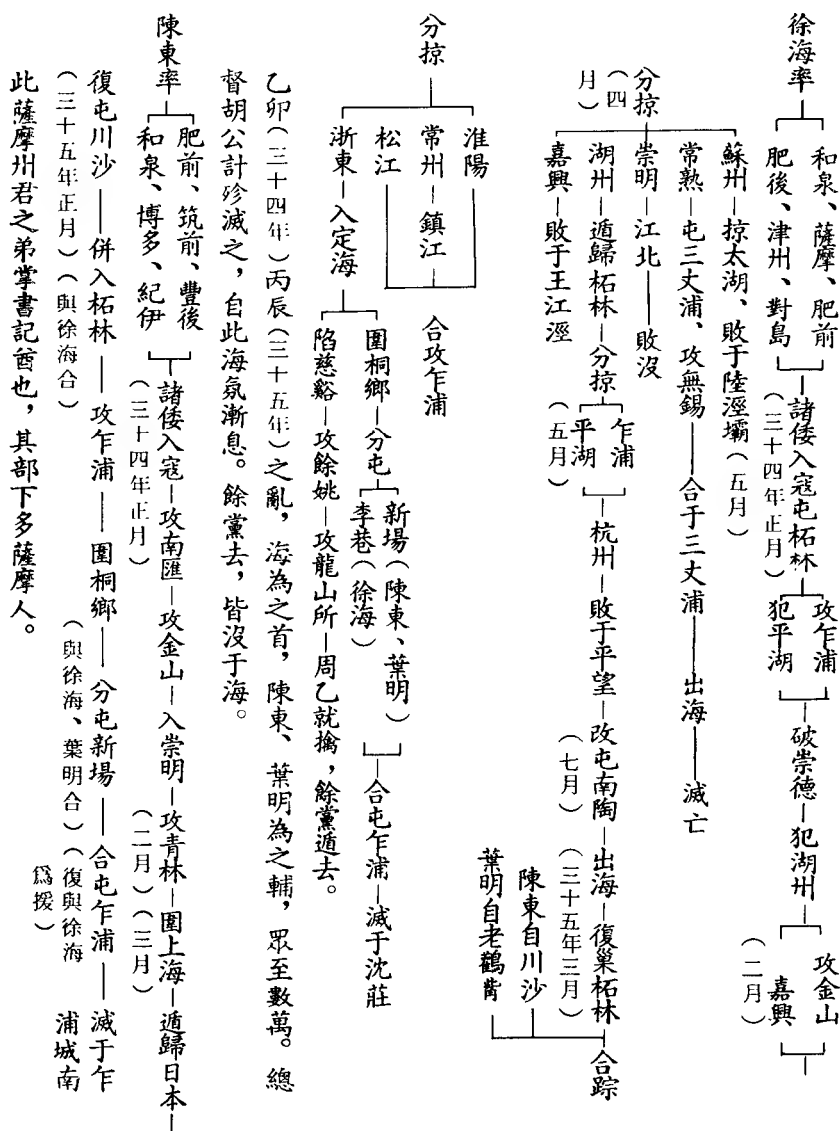 徐海率
和泉、薩摩、肥前
肥後、津州、對島
諸倭入寇屯柘林
（三十四年正月）
攻乍浦
犯平湖
破崇德
犯湖州
攻金山
（二月）
嘉興
分掠
（四月）
蘇州
掠太湖、敗于陸涇壩（五月）
常熟
屯三丈浦、攻無錫
合于三丈浦
出海
滅亡
崇明
江北
敗沒
湖州
遁歸柘林
分掠
乍浦
平湖
（五月）
杭州
敗于平望
改屯南陶
（七月）
出海
復巢柘林
（三十五年三月）
嘉興
敗于王江涇
陳東自川沙
葉明自老鸛嘴
合踪
分掠
淮陽
常州
鎮江
松江
合攻乍浦
浙東
入定海
圍桐鄉
分屯
新場（陳東、葉明）
李巷（徐海）
合屯乍浦
滅于沈莊
陷慈谿
攻餘姚
攻龍山所
周乙就擒，餘黨遁去。
乙卯（三十四年）丙辰（三十五年）之亂，海為之首，陳東、葉明為之輔，眾至數萬。總
督胡公計殄滅之，自此海氛漸息。餘黨去，皆沒于海。
陳東率
肥前、筑前、豐後
和泉、博多、紀伊
諸倭入寇
（三十四年正月）
攻南匯
攻金山
入崇明
（二月）
攻青林
圍上海
（三月）
遁歸日本
復屯川沙
（三十五年正月）
併入柘林
（與徐海合）
攻乍浦
圍桐鄉
分屯新場
（與徐海、葉明合）
合屯乍浦
（復與徐海
為援）
滅于乍
浦城南
此薩摩州君之弟掌書記酋也，其部下多薩摩人。